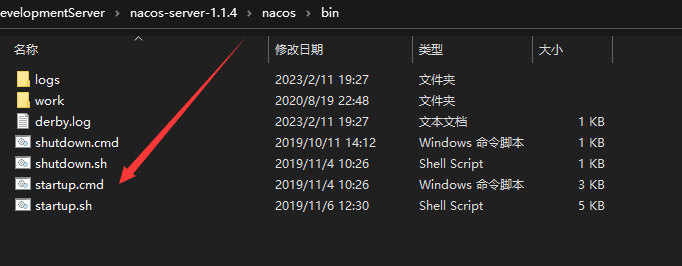 evelopmentServer > nacos-server-1.1.4 > nacos > bin
名称 修改日期 类型 大小
logs 2023/2/11 19:27 文件夹
work 2020/8/19 22:48 文件夹
derby.log 2023/2/11 19:27 文本文档 1 KB
shutdown.cmd 2019/10/11 14:12 Windows 命令脚本 1 KB
shutdown.sh 2019/11/4 10:26 Shell Script 1 KB
startup.cmd 2019/11/4 10:26 Windows 命令脚本 3 KB
startup.sh 2019/11/6 12:30 Shell Script 5 KB